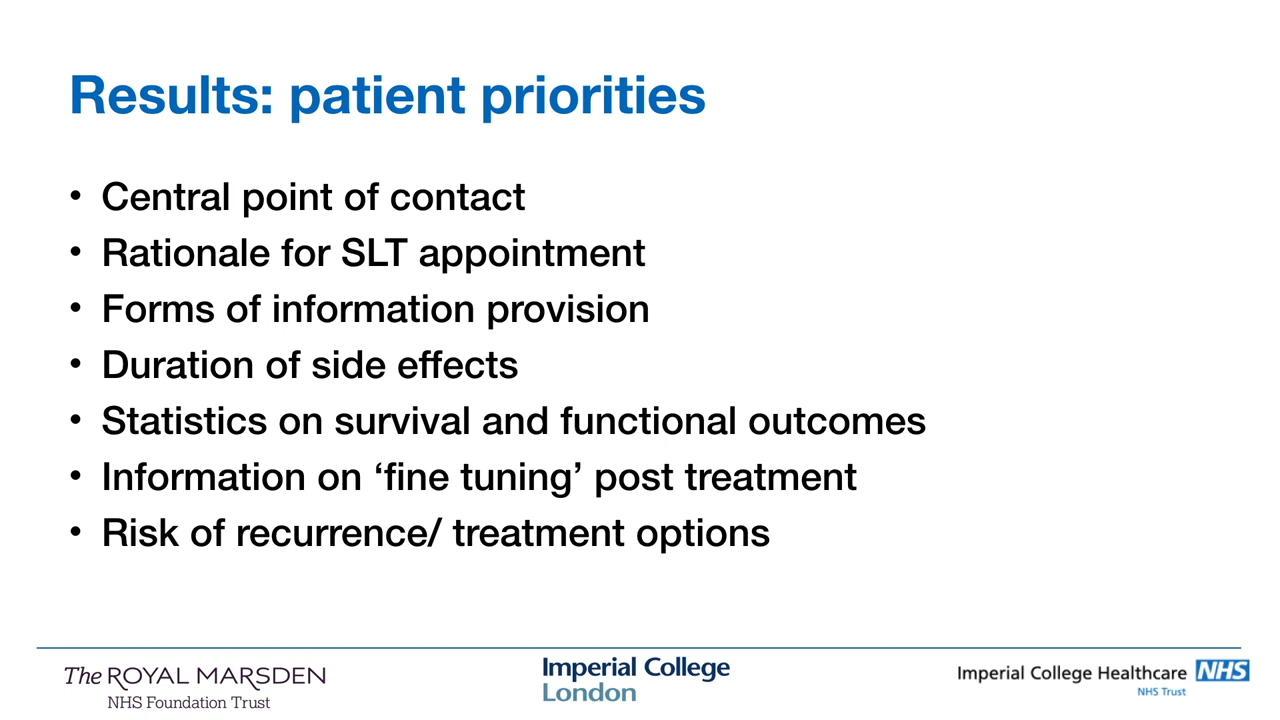 Results: patient priorities
• Central point of contact
• Rationale for SLT appointment
• Forms of information provision
• Duration of side effects
• Statistics on survival and functional outcomes
• Information on ‘fine tuning’ post treatment
• Risk of recurrence/ treatment options
The ROYAL MARSDEN
NHS Foundation Trust
Imperial College
London
Imperial College Healthcare NHS
NHS Trust